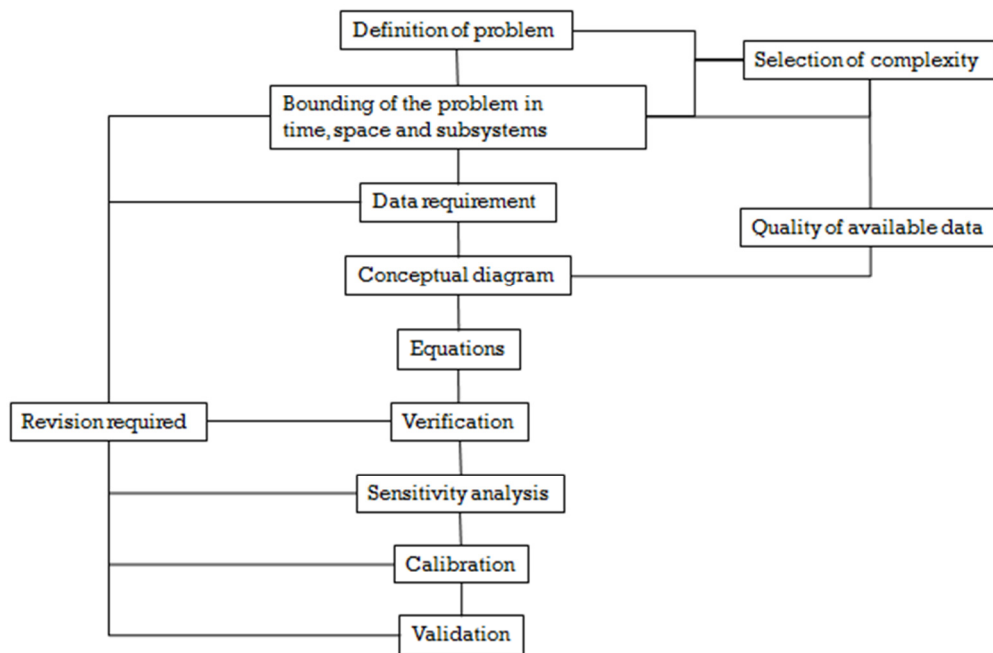 Definition of problem
Selection of complexity
Bounding of the problem in
time, space and subsystems
Data requirement
Quality of available data
Conceptual diagram
Equations
Revision required
Verification
Sensitivity analysis
Calibration
Validation